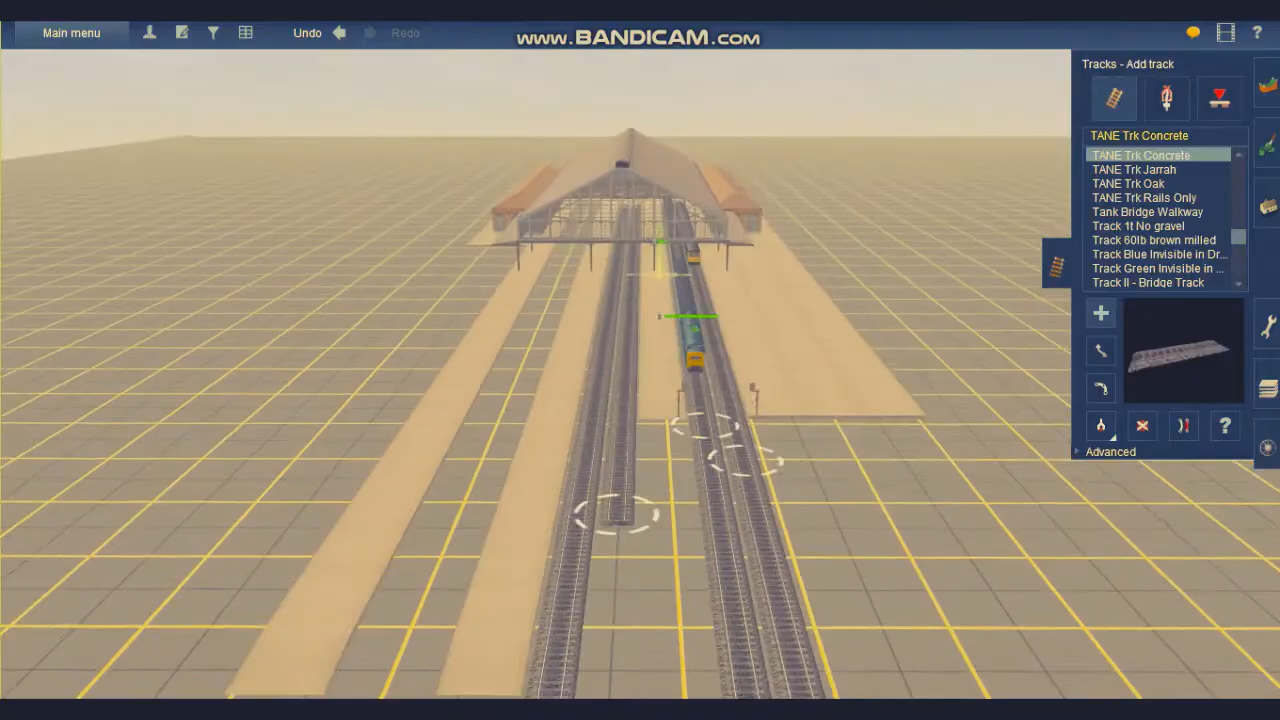 Main menu
Undo
Redo
www.BANDICAM.com
?
Tracks - Add track
TANE Trk Concrete
TANE Trk Concrete
TANE Trk Jarrah
TANE Trk Oak
TANE Trk Rails Only
Tank Bridge Walkway
Track 1t No gravel
Track 60lb brown milled
Track Blue Invisible in Dr...
Track Green Invisible in ...
Track II - Bridge Track
?
Advanced